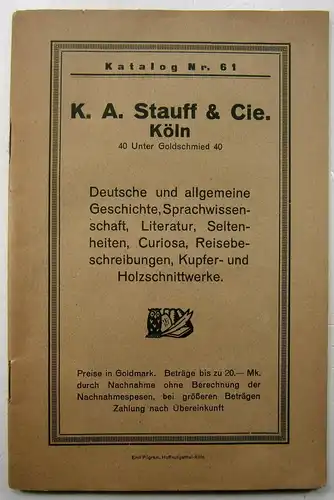 Katalog Nr. 61
K. A. Stauff & Cie.
Köln
40 Unter Goldschmied 40
Deutsche und allgemeine
Geschichte, Sprachwissen-
schaft, Literatur, Selten-
heiten, Curiosa, Reisebe-
schreibungen, Kupfer- und
Holzschnittwerke.
Preise in Goldmark. Beträge bis zu 20.— Mk.
durch Nachnahme ohne Berechnung der
Nachnahmespesen, bei größeren Beträgen
Zahlung nach Übereinkunft